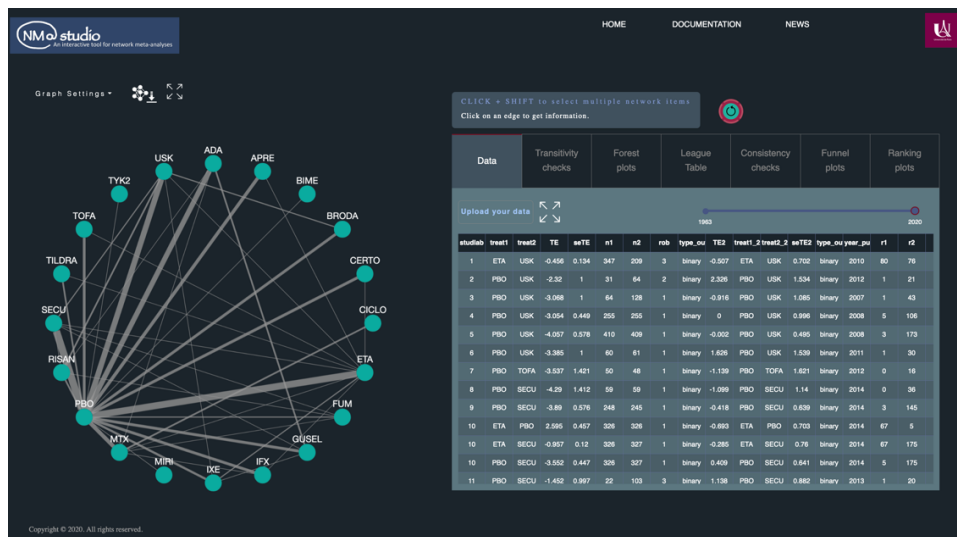 NMa studio
An interactive tool for network meta-analyses
HOME DOCUMENTATION NEWS
Graph Settings
CLICK + SHIFT to select multiple network items
Click on an edge to get information.
Data
Transitivity checks
Forest plots
League Table
Consistency checks
Funnel plots
Ranking plots
Upload your data
1963 2020
USK
ADA
APRE
TYK2
BIME
TOFA
BRODA
TILDRA
CERTO
SECU
CICLO
RISAN
ETA
PBO
FUM
MTX
GUSEL
MIRI
IXE
IFX
studlab treat1 treat2 TE seTE n1 n2 rob type_ou TE2 treat1_2 treat2_2 seTE2 type_ou year_pu r1 r2
1 ETA USK -0.456 0.134 347 209 3 binary -0.507 ETA USK 0.702 binary 2010 80 76
2 PBO USK -2.32 1 31 64 2 binary 2.326 PBO USK 1.534 binary 2012 1 21
3 PBO USK -3.068 1 64 128 1 binary -0.916 PBO USK 1.085 binary 2007 1 43
4 PBO USK -3.054 0.449 255 255 1 binary 0 PBO USK 0.996 binary 2008 5 106
5 PBO USK -4.057 0.578 410 409 1 binary -0.002 PBO USK 0.495 binary 2008 3 173
6 PBO USK -3.385 1 60 61 1 binary 1.626 PBO USK 1.539 binary 2011 1 30
7 PBO TOFA -3.537 1.421 50 48 1 binary -1.139 PBO TOFA 1.621 binary 2012 0 16
8 PBO SECU -4.29 1.412 59 59 1 binary -1.099 PBO SECU 1.14 binary 2014 0 36
9 PBO SECU -3.89 0.576 248 245 1 binary -0.418 PBO SECU 0.639 binary 2014 3 145
10 ETA PBO 2.595 0.457 326 326 1 binary -0.693 ETA PBO 0.703 binary 2014 67 5
10 ETA SECU -0.957 0.12 326 327 1 binary -0.285 ETA SECU 0.76 binary 2014 67 175
10 PBO SECU -3.552 0.447 326 327 1 binary 0.409 PBO SECU 0.641 binary 2014 5 175
11 PBO SECU -1.452 0.997 22 103 3 binary 1.138 PBO SECU 0.882 binary 2013 1 20
Copyright © 2020. All rights reserved.